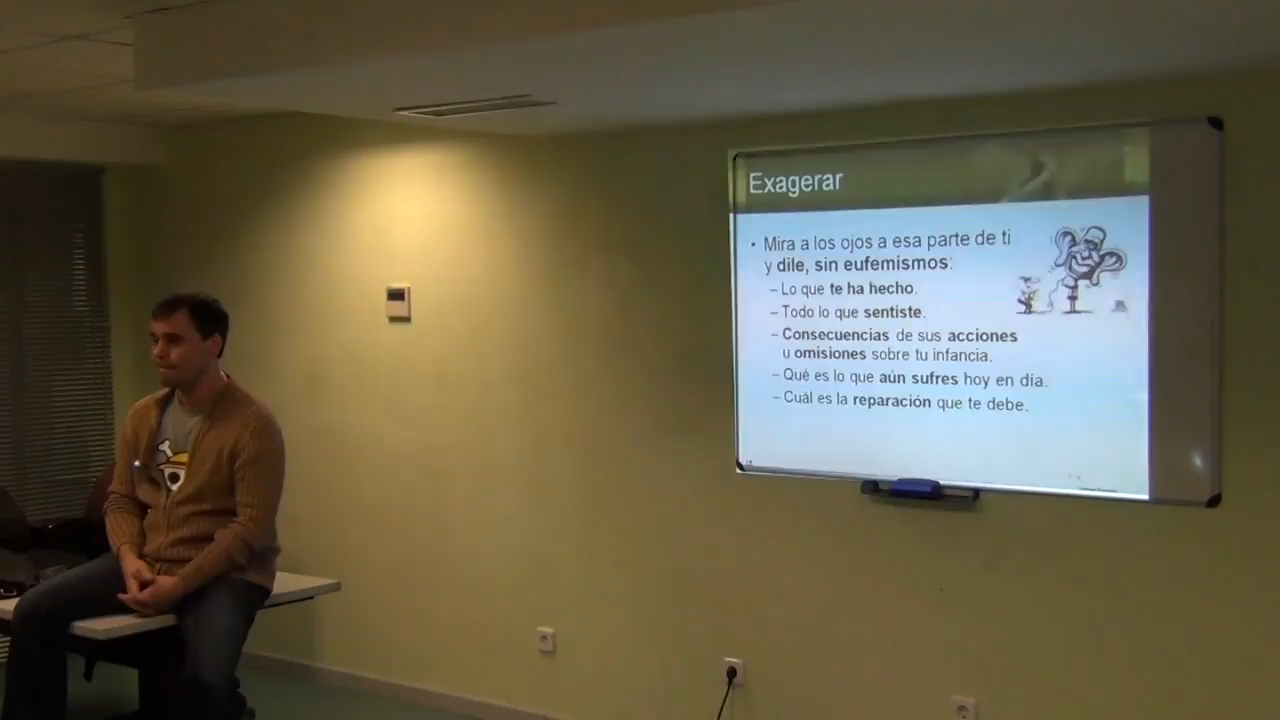 Exagerar
• Mira a los ojos a esa parte de ti
y dile, sin eufemismos:
– Lo que te ha hecho.
– Todo lo que sentiste.
– Consecuencias de sus acciones
u omisiones sobre tu infancia.
– Qué es lo que aún sufres hoy en día.
– Cuál es la reparación que te debe.